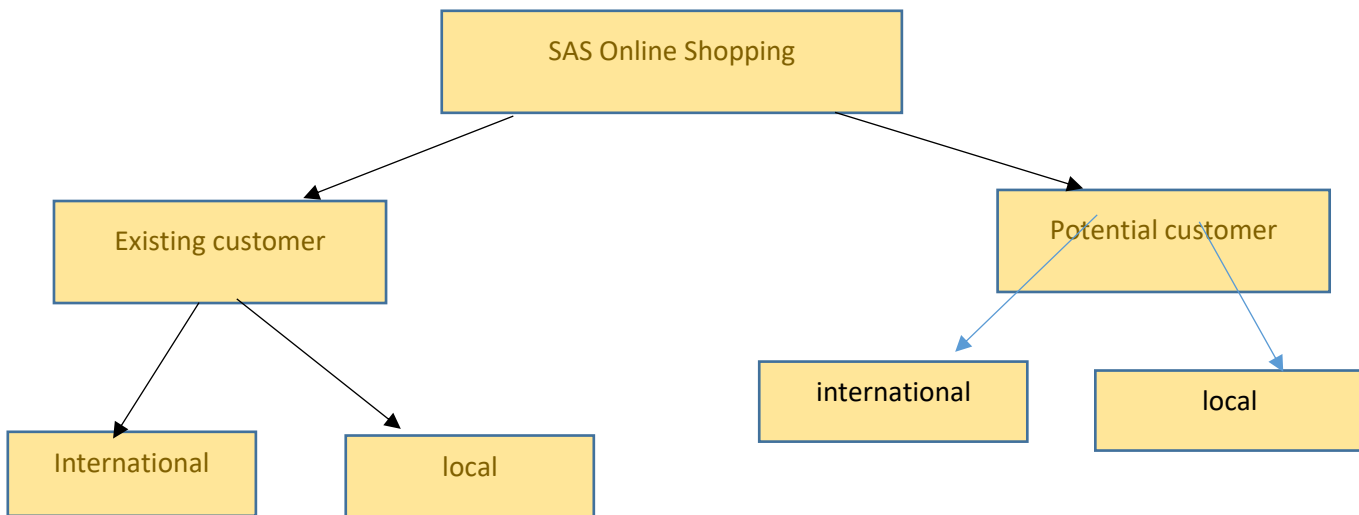 SAS Online Shopping
Existing customer
Potential customer
international
local
International
local